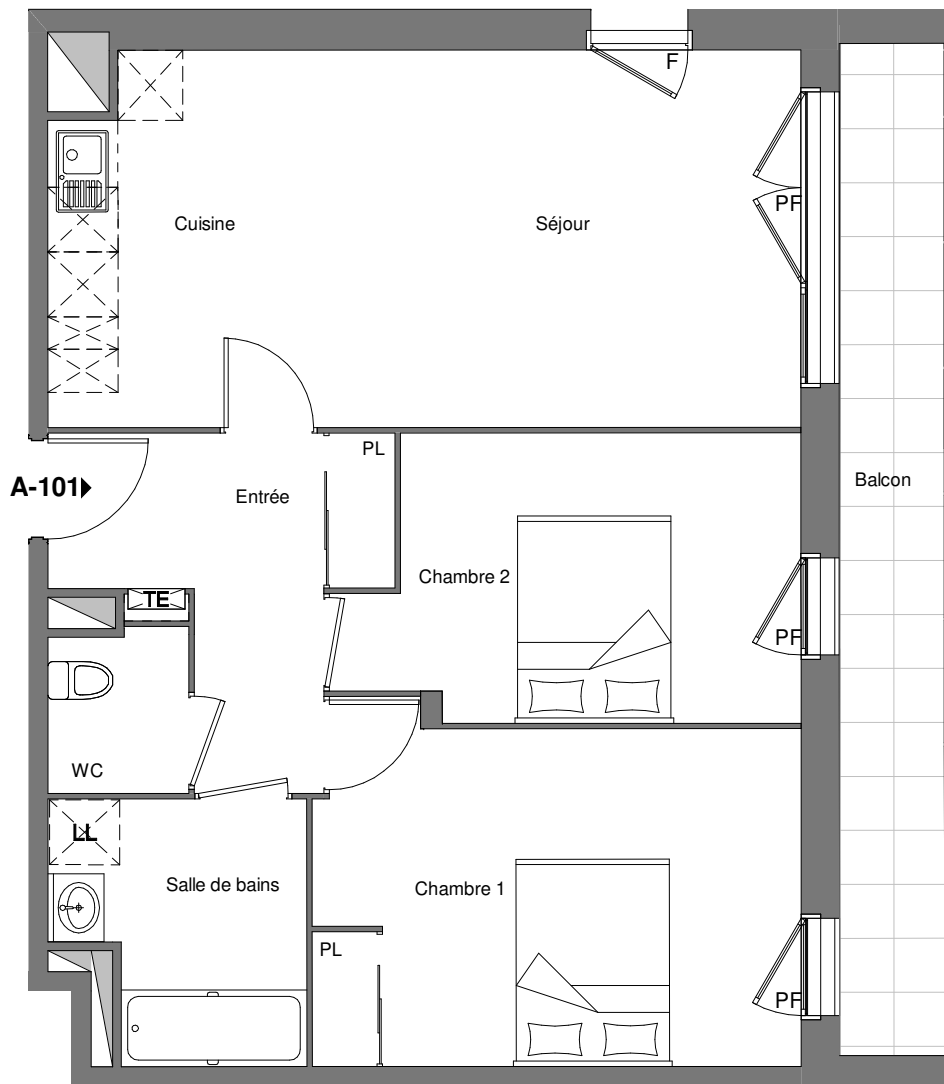 F
PF
Cuisine
Séjour
PL
A-101
Entrée
Balcon
Chambre 2
TE
PF
WC
LL
Salle de bains
Chambre 1
PL
PF